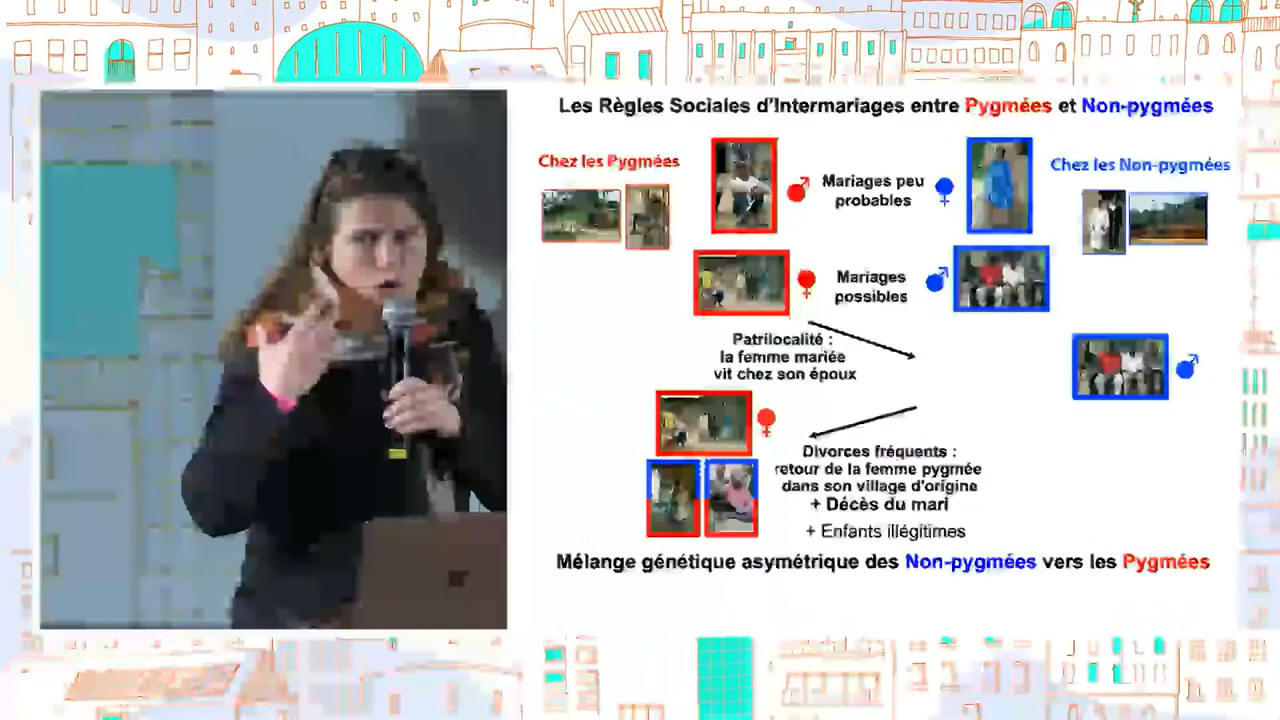 Les Règles Sociales d'Intermariages entre Pygmées et Non-pygmées
Chez les Pygmées
Chez les Non-pygmées
Mariages peu
probables
Mariages
possibles
Patrilocalité :
la femme mariée
vit chez son époux
Divorces fréquents :
retour de la femme pygmée
dans son village d'origine
+ Décès du mari
+ Enfants illégitimes
Mélange génétique asymétrique des Non-pygmées vers les Pygmées